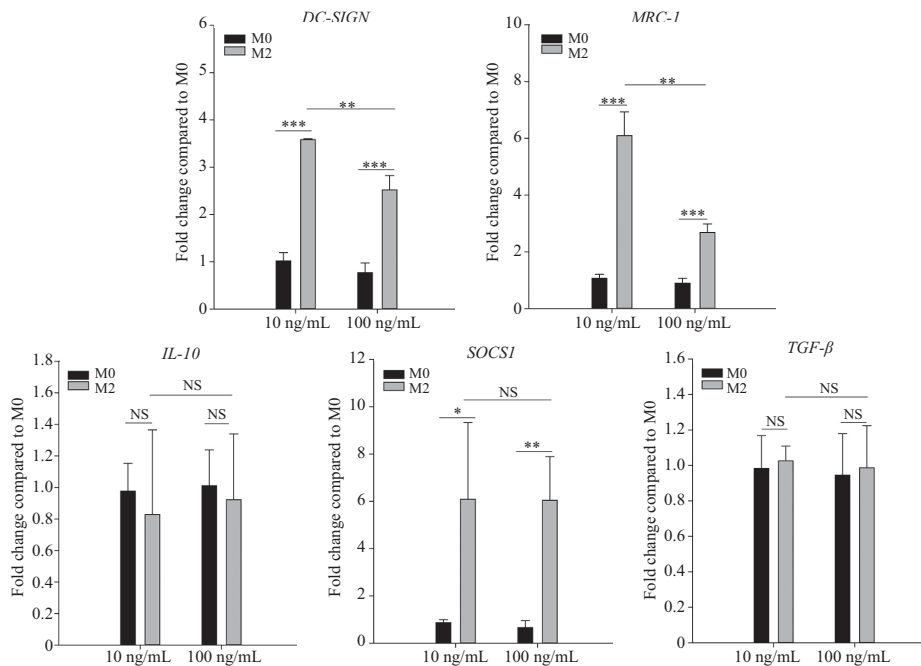 DC-SIGN
6
5
4
3
2
1
0
Fold change compared to M0
M0
M2
***
**
***
10 ng/mL
100 ng/mL
MRC-1
10
8
6
4
2
0
Fold change compared to M0
M0
M2
***
**
***
10 ng/mL
100 ng/mL
IL-10
1.8
1.6
1.4
1.2
1.0
0.8
0.6
0.4
0.2
0
Fold change compared to M0
M0
M2
NS
NS
NS
10 ng/mL
100 ng/mL
SOCS1
12
10
8
6
4
2
0
Fold change compared to M0
M0
M2
NS
*
**
10 ng/mL
100 ng/mL
TGF-β
1.6
1.4
1.2
1.0
0.8
0.6
0.4
0.2
0
Fold change compared to M0
M0
M2
NS
NS
NS
10 ng/mL
100 ng/mL